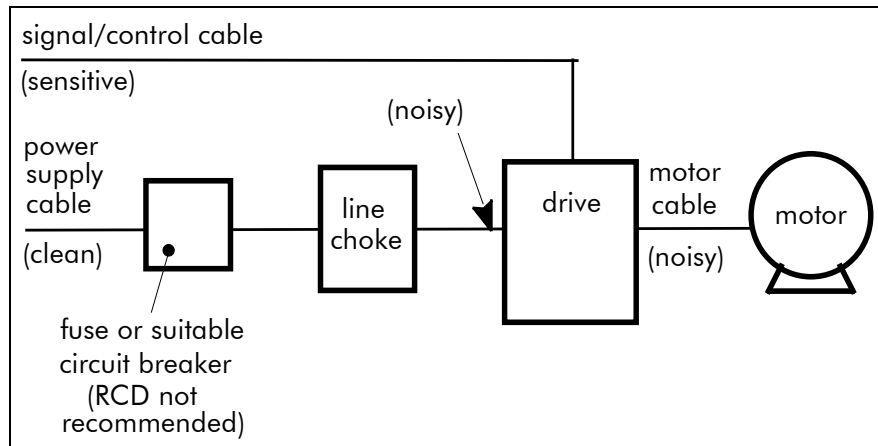 signal/control cable
(sensitive)
(noisy)
power
supply
cable
(clean)
line
choke
drive
motor
cable
(noisy)
motor
fuse or suitable
circuit breaker
(RCD not
recommended)